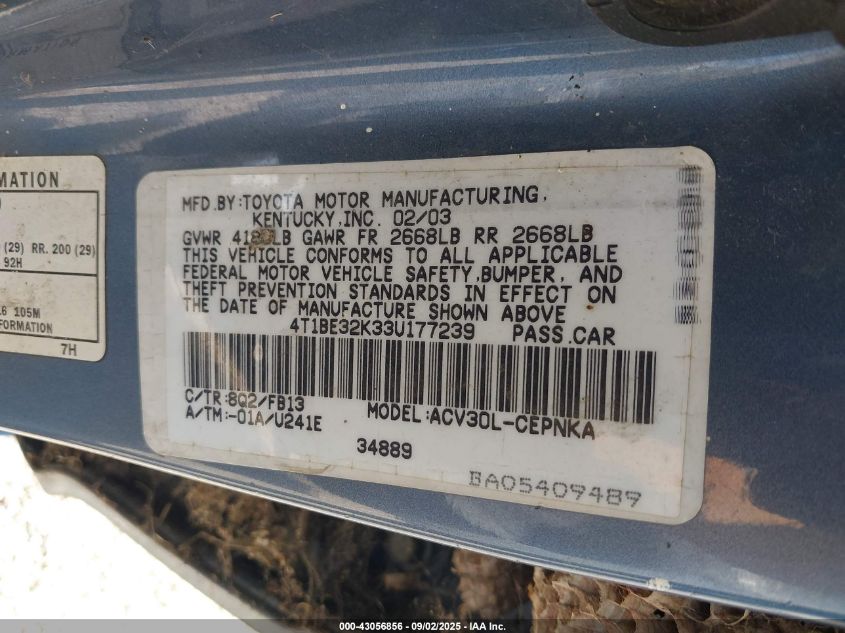 MATION
(29) RR. 200 (29)
92H
6 105M
FORMATION
7H
MFD.BY:TOYOTA MOTOR MANUFACTURING,
KENTUCKY,INC. 02/03
GVWR 4180LB GAWR FR 2668LB RR 2668LB
THIS VEHICLE CONFORMS TO ALL APPLICABLE
FEDERAL MOTOR VEHICLE SAFETY,BUMPER, AND
THEFT PREVENTION STANDARDS IN EFFECT ON
THE DATE OF MANUFACTURE SHOWN ABOVE
4T1BE32K33U177239 PASS.CAR
C/TR:8Q2/FB13
A/TM:-01A/U241E MODEL:ACV30L-CEPNKA
34889
BA05409489
000-43056856 - 09/02/2025 - IAA Inc.